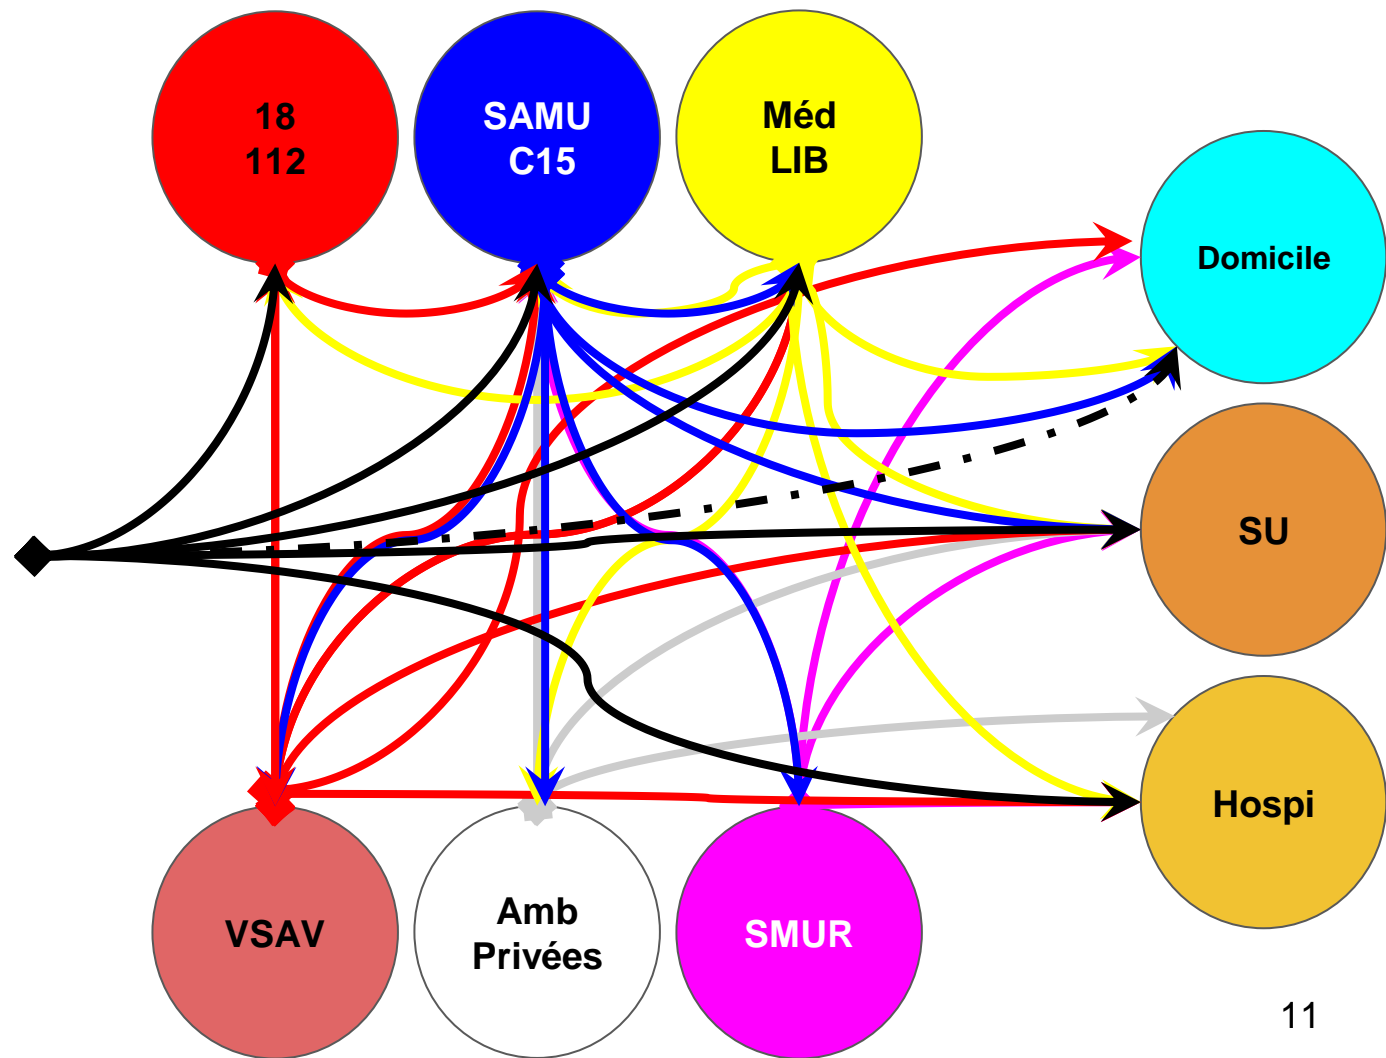 18
112
SAMU
C15
Méd
LIB
Domicile
SU
Hospi
VSAV
Amb
Privées
SMUR
11